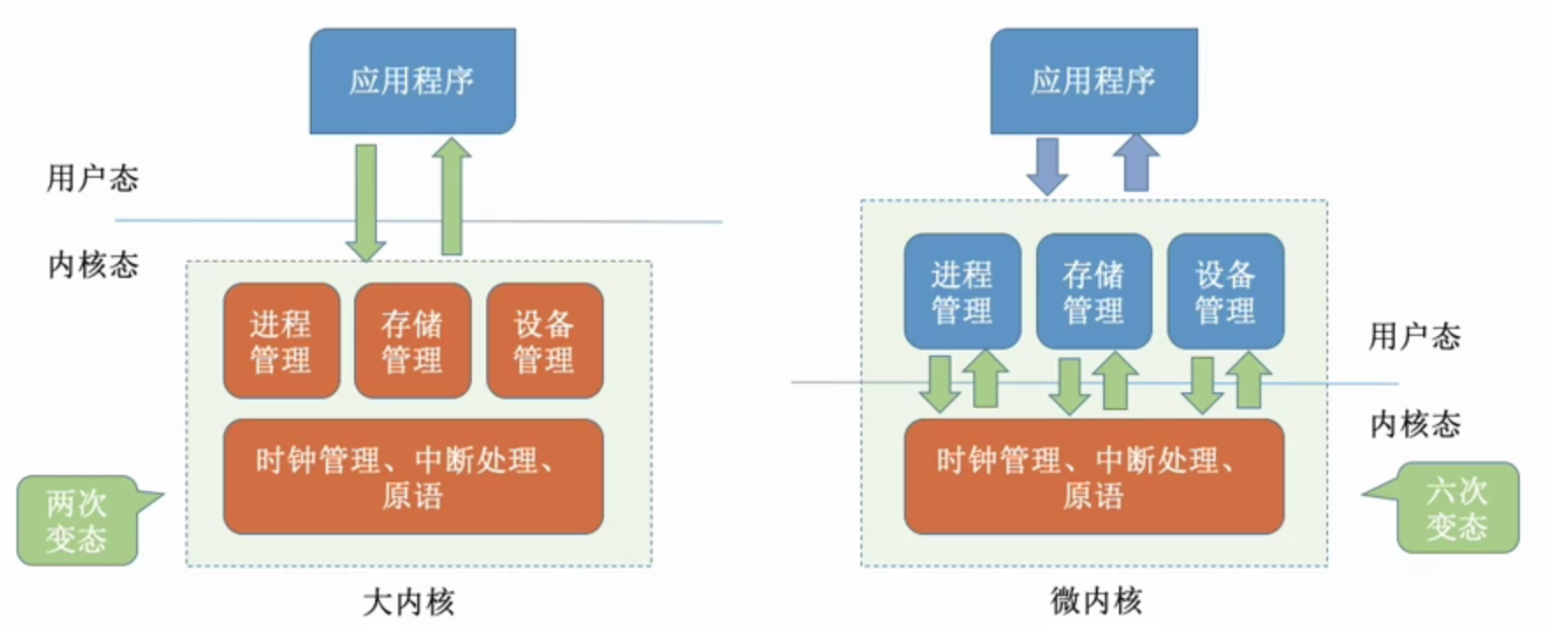 应用程序
用户态
内核态
进程
管理
存储
管理
设备
管理
时钟管理、中断处理、
原语
两次
变态
大内核
应用程序
进程
管理
存储
管理
设备
管理
用户态
内核态
时钟管理、中断处理、
原语
六次
变态
微内核